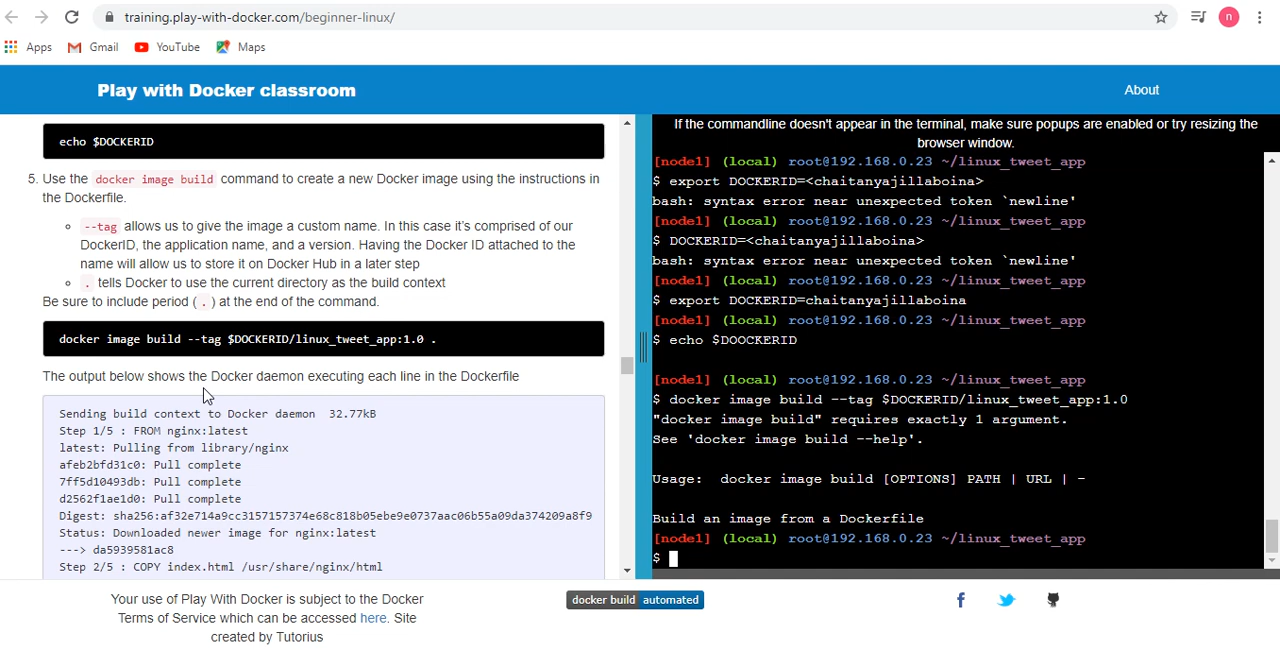 training.play-with-docker.com/beginner-linux/
n
Apps Gmail YouTube Maps
Play with Docker classroom
About
echo $DOCKERID
5. Use the docker image build command to create a new Docker image using the instructions in
the Dockerfile.
--tag allows us to give the image a custom name. In this case it’s comprised of our
DockerID, the application name, and a version. Having the Docker ID attached to the
name will allow us to store it on Docker Hub in a later step
. tells Docker to use the current directory as the build context
Be sure to include period ( . ) at the end of the command.
docker image build --tag $DOCKERID/linux_tweet_app:1.0 .
The output below shows the Docker daemon executing each line in the Dockerfile
Sending build context to Docker daemon 32.77kB
Step 1/5 : FROM nginx:latest
latest: Pulling from library/nginx
afeb2bfd31c0: Pull complete
7ff5d10493db: Pull complete
d2562f1ae1d0: Pull complete
Digest: sha256:af32e714a9cc3157157374e68c818b05ebe9e0737aac06b55a09da374209a8f9
Status: Downloaded newer image for nginx:latest
---> da5939581ac8
Step 2/5 : COPY index.html /usr/share/nginx/html
If the commandline doesn't appear in the terminal, make sure popups are enabled or try resizing the
browser window.
[node1] (local) root@192.168.0.23 ~/linux_tweet_app
$ export DOCKERID=<chaitanyajillaboina>
bash: syntax error near unexpected token `newline'
[node1] (local) root@192.168.0.23 ~/linux_tweet_app
$ DOCKERID=<chaitanyajillaboina>
bash: syntax error near unexpected token `newline'
[node1] (local) root@192.168.0.23 ~/linux_tweet_app
$ export DOCKERID=chaitanyajillaboina
[node1] (local) root@192.168.0.23 ~/linux_tweet_app
$ echo $DOOCKERID
[node1] (local) root@192.168.0.23 ~/linux_tweet_app
$ docker image build --tag $DOCKERID/linux_tweet_app:1.0
"docker image build" requires exactly 1 argument.
See 'docker image build --help'.
Usage: docker image build [OPTIONS] PATH | URL | -
Build an image from a Dockerfile
[node1] (local) root@192.168.0.23 ~/linux_tweet_app
$
Your use of Play With Docker is subject to the Docker
Terms of Service which can be accessed here. Site
created by Tutorius
docker build automated